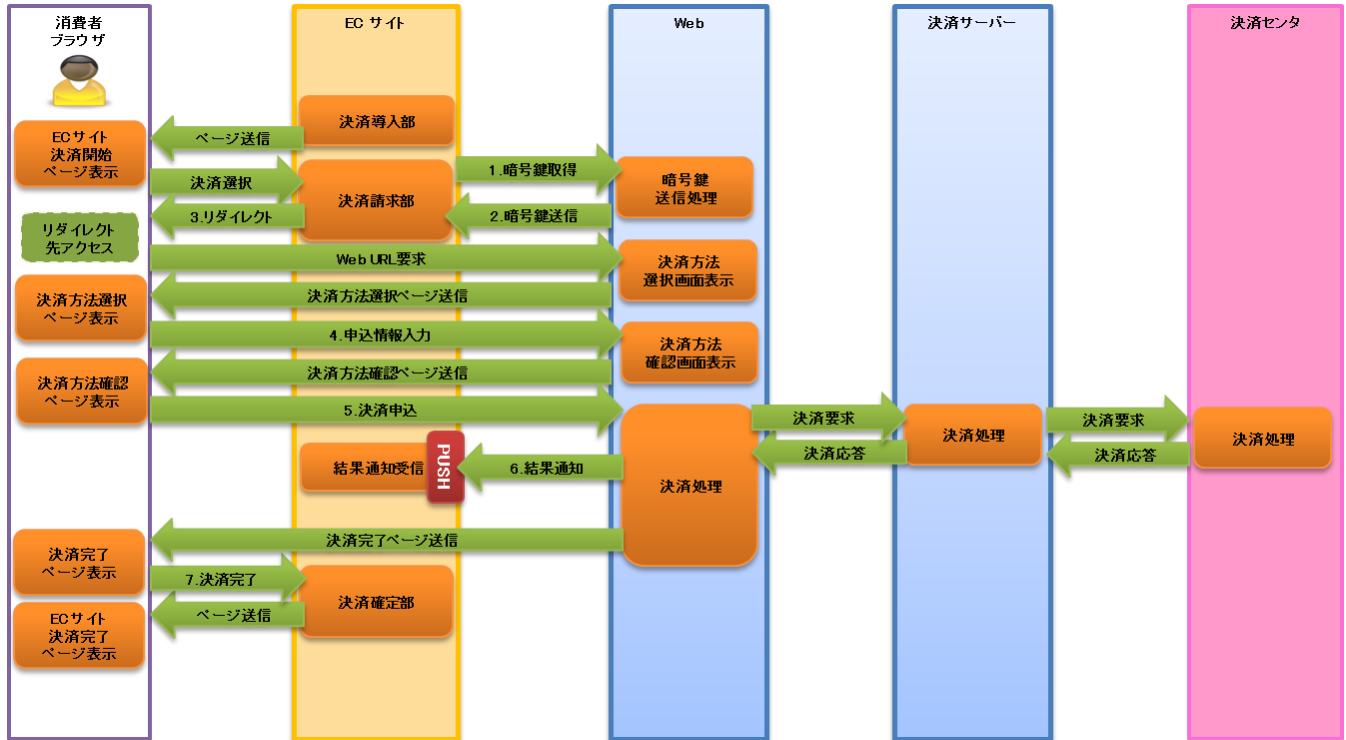 消費者
ブラウザ
ECサイト
Web
決済サーバー
決済センタ
決済導入部
ページ送信
ECサイト
決済開始
ページ表示
決済選択
決済請求部
1.暗号鍵取得
暗号鍵
送信処理
3.リダイレクト
2.暗号鍵送信
リダイレクト
先アクセス
Web URL要求
決済方法
選択画面表示
決済方法選択ページ送信
決済方法選択
ページ表示
4.申込情報入力
決済方法
確認画面表示
決済方法確認ページ送信
決済方法確認
ページ表示
5.決済申込
決済要求
決済処理
決済要求
決済処理
決済応答
決済応答
結果通知受信
PUSH
6.結果通知
決済処理
決済完了ページ送信
決済完了
ページ表示
7.決済完了
決済確定部
ページ送信
ECサイト
決済完了
ページ表示